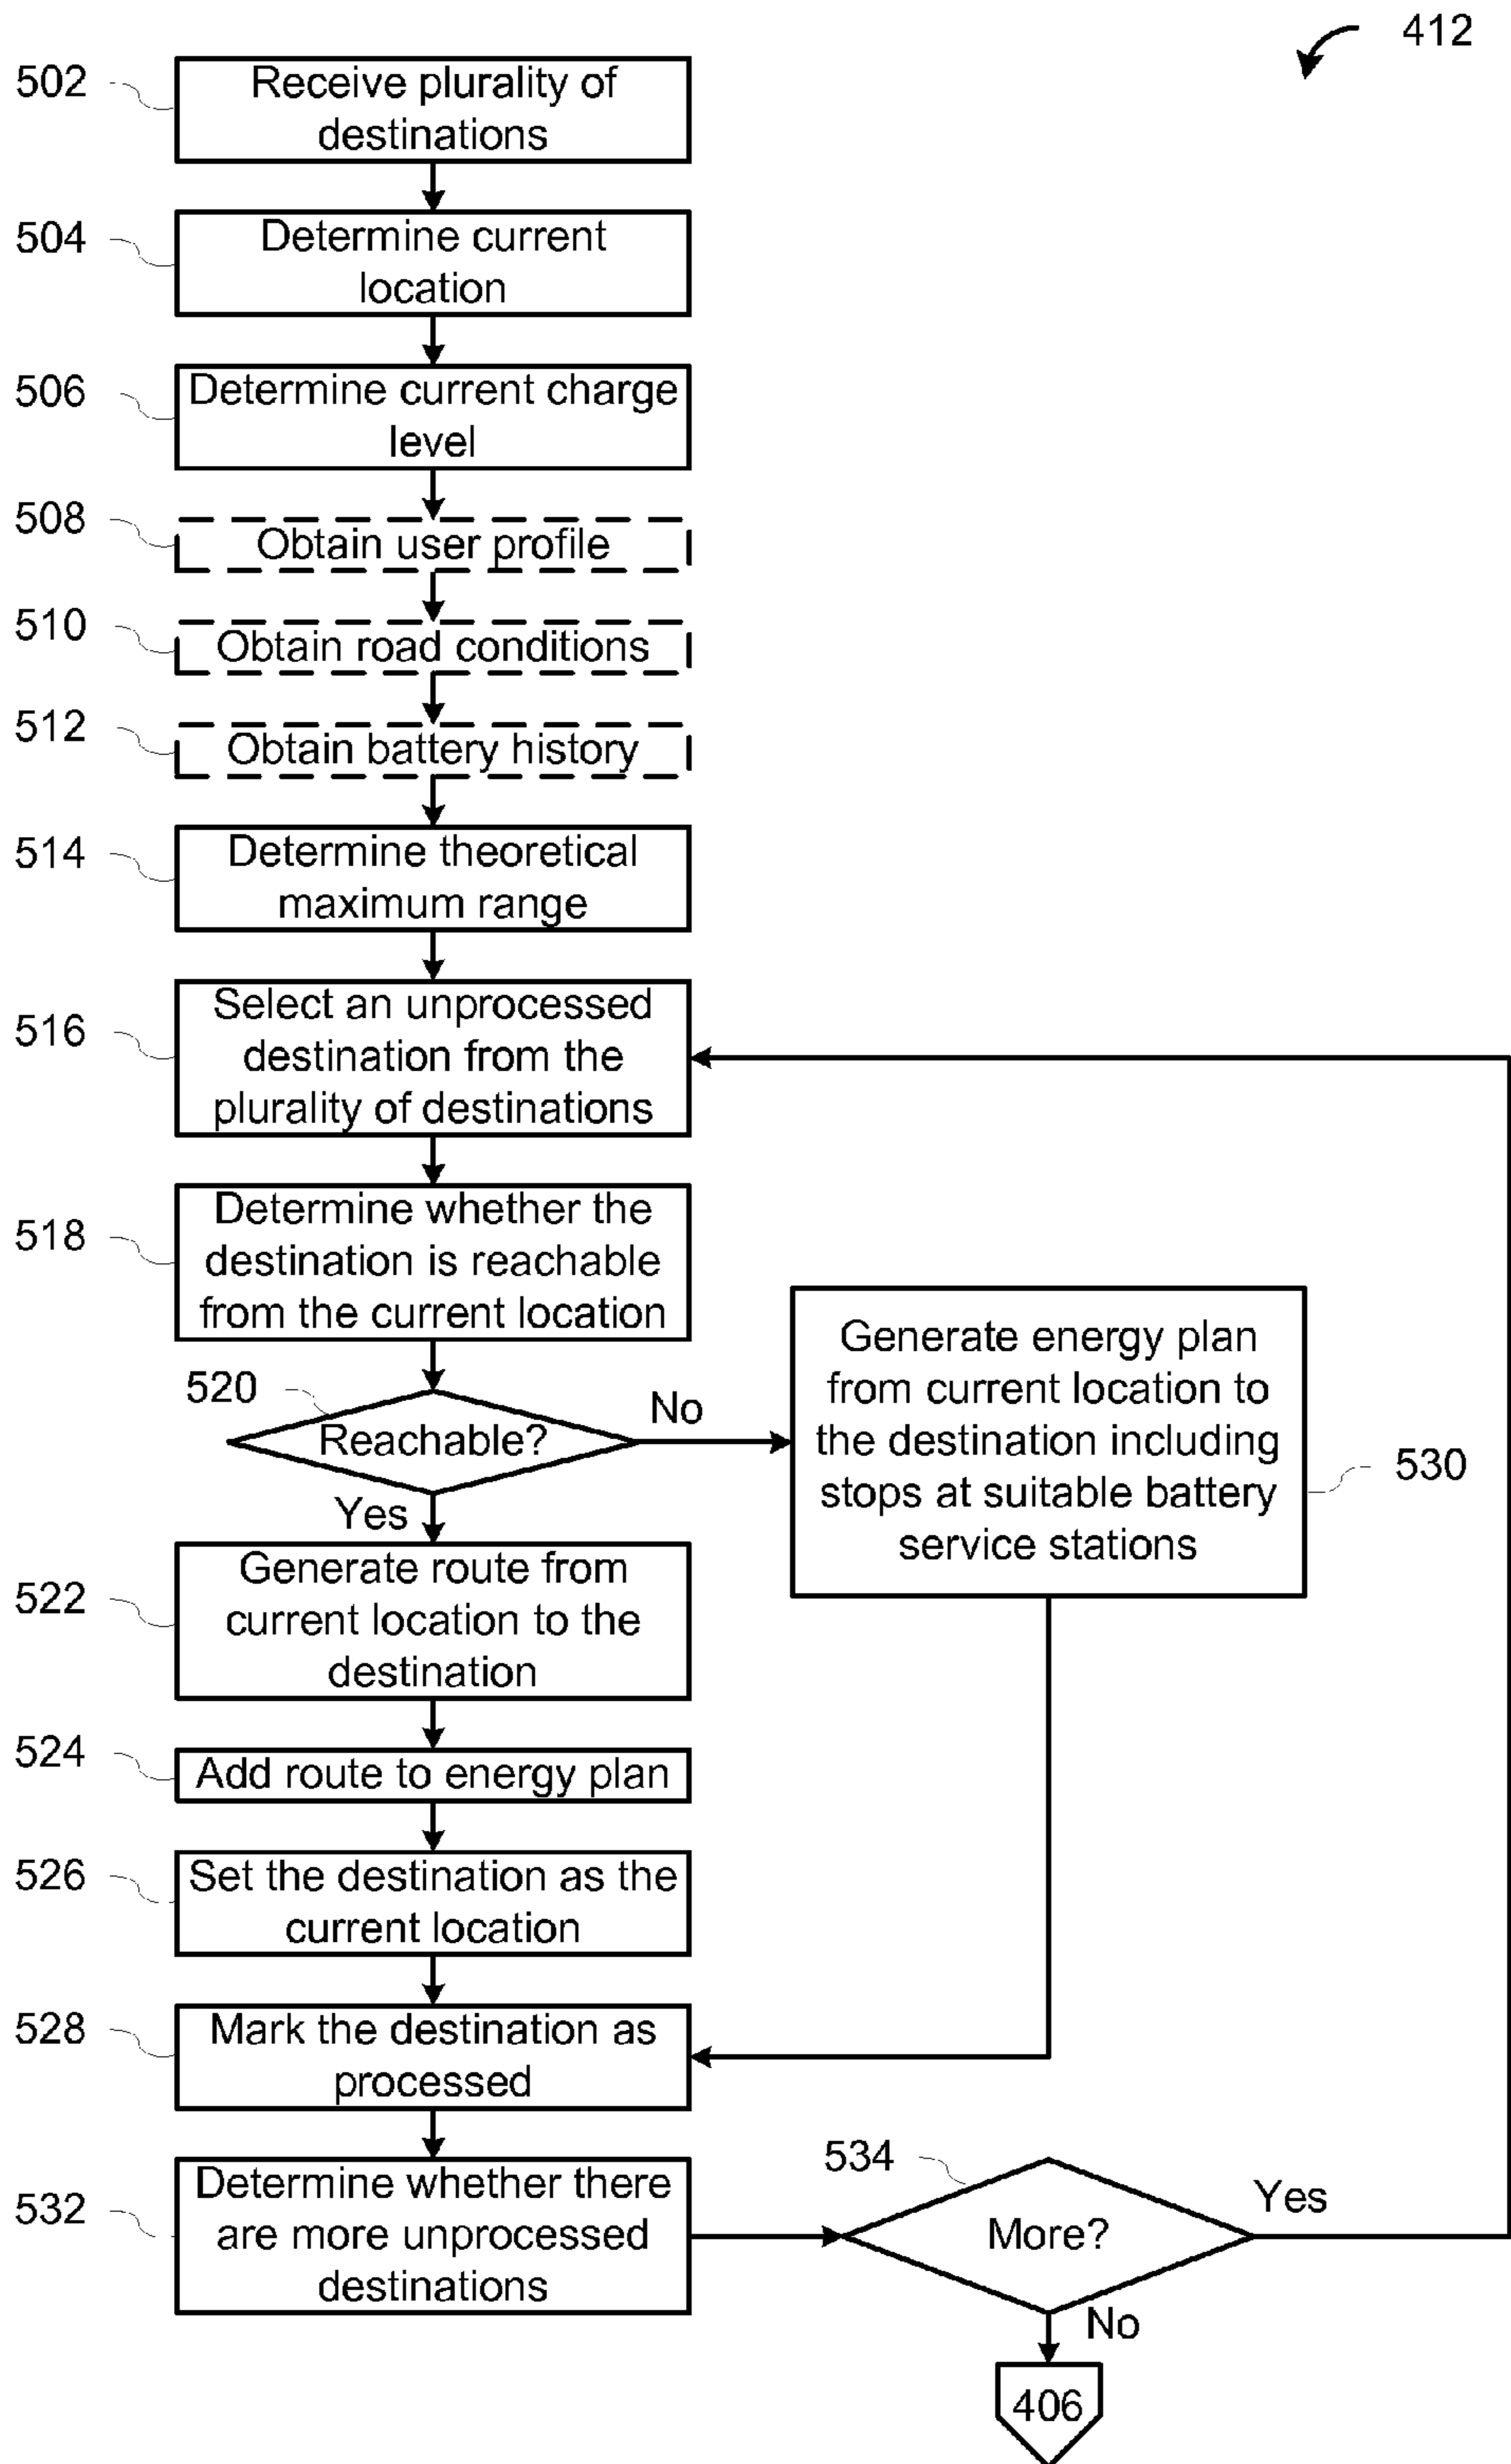 412
502
Receive plurality of
destinations
504
Determine current
location
506
Determine current charge
level
508
Obtain user profile
510
Obtain road conditions
512
Obtain battery history
514
Determine theoretical
maximum range
516
Select an unprocessed
destination from the
plurality of destinations
518
Determine whether the
destination is reachable
from the current location
520
Reachable?
No
Yes
Generate energy plan
from current location to
the destination including
stops at suitable battery
service stations
530
522
Generate route from
current location to the
destination
524
Add route to energy plan
526
Set the destination as the
current location
528
Mark the destination as
processed
532
Determine whether there
are more unprocessed
destinations
534
More?
Yes
No
406